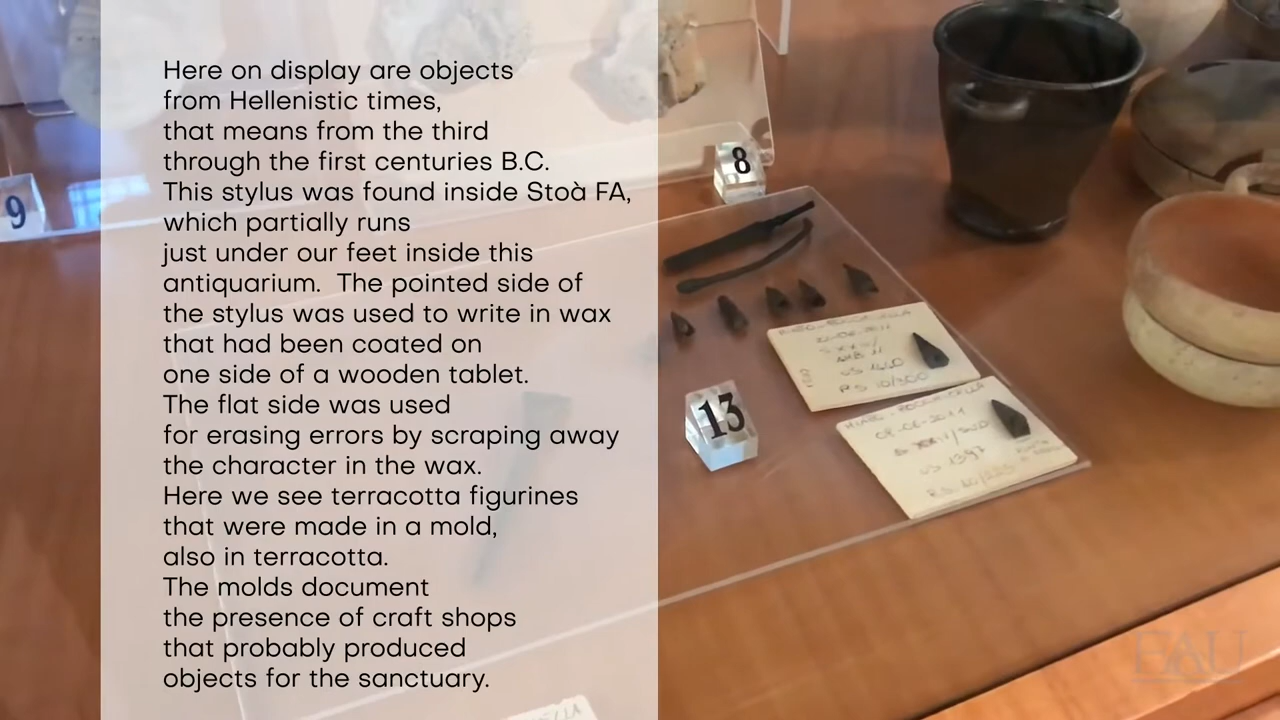 Here on display are objects
from Hellenistic times,
that means from the third
through the first centuries B.C.
This stylus was found inside Stoà FA,
which partially runs
just under our feet inside this
antiquarium.  The pointed side of
the stylus was used to write in wax
that had been coated on
one side of a wooden tablet.
The flat side was used
for erasing errors by scraping away
the character in the wax.
Here we see terracotta figurines
that were made in a mold,
also in terracotta.
The molds document
the presence of craft shops
that probably produced
objects for the sanctuary.
9
8
13
US 1397
FAU